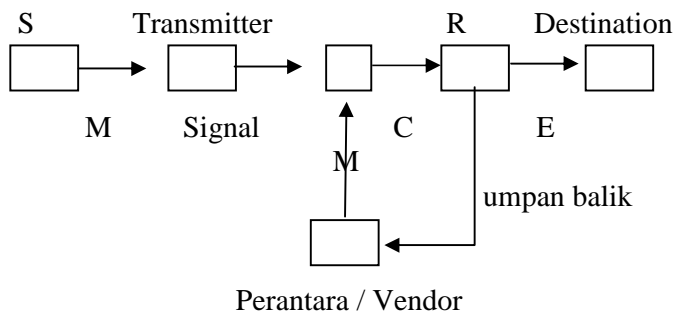 S Transmitter R Destination
M Signal C E
M
umpan balik
Perantara / Vendor